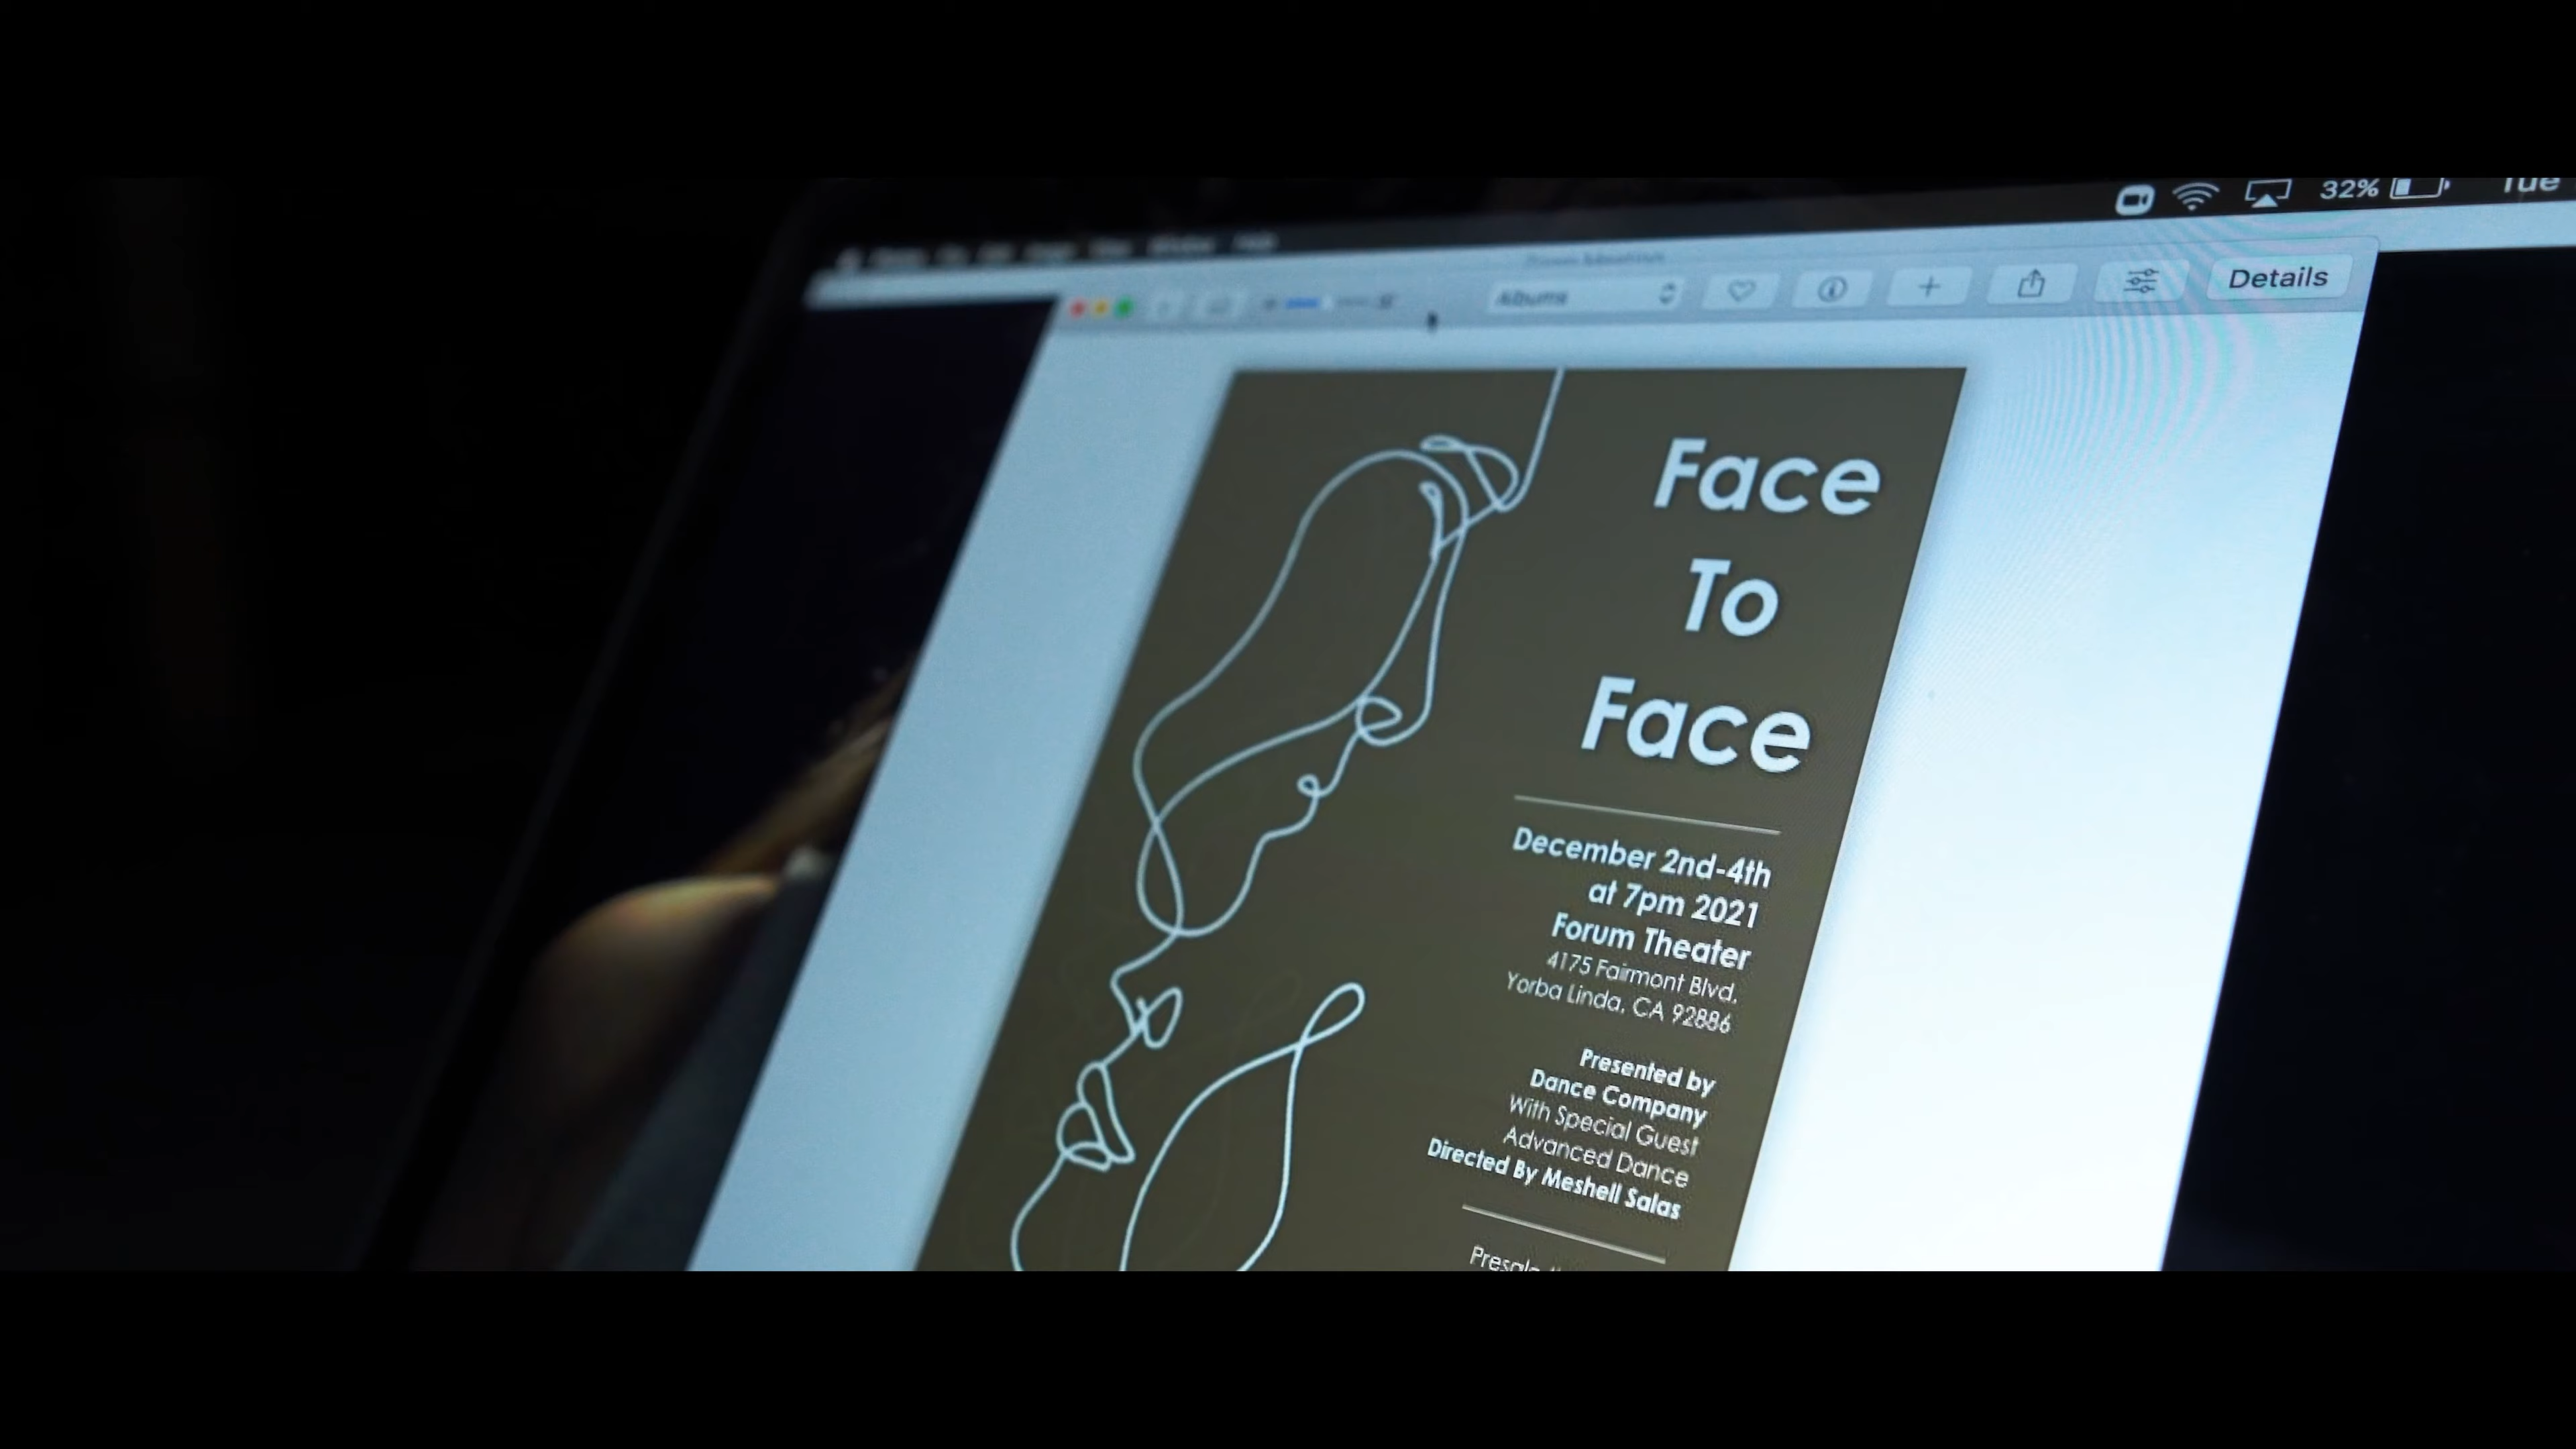 32%
Tue
Albums
Details
Face
To
Face
December 2nd-4th
at 7pm 2021
Forum Theater
4175 Fairmont Blvd.
Yorba Linda, CA 92886
Presented by
Dance Company
With Special Guest
Advanced Dance
Directed By Meshell Salas